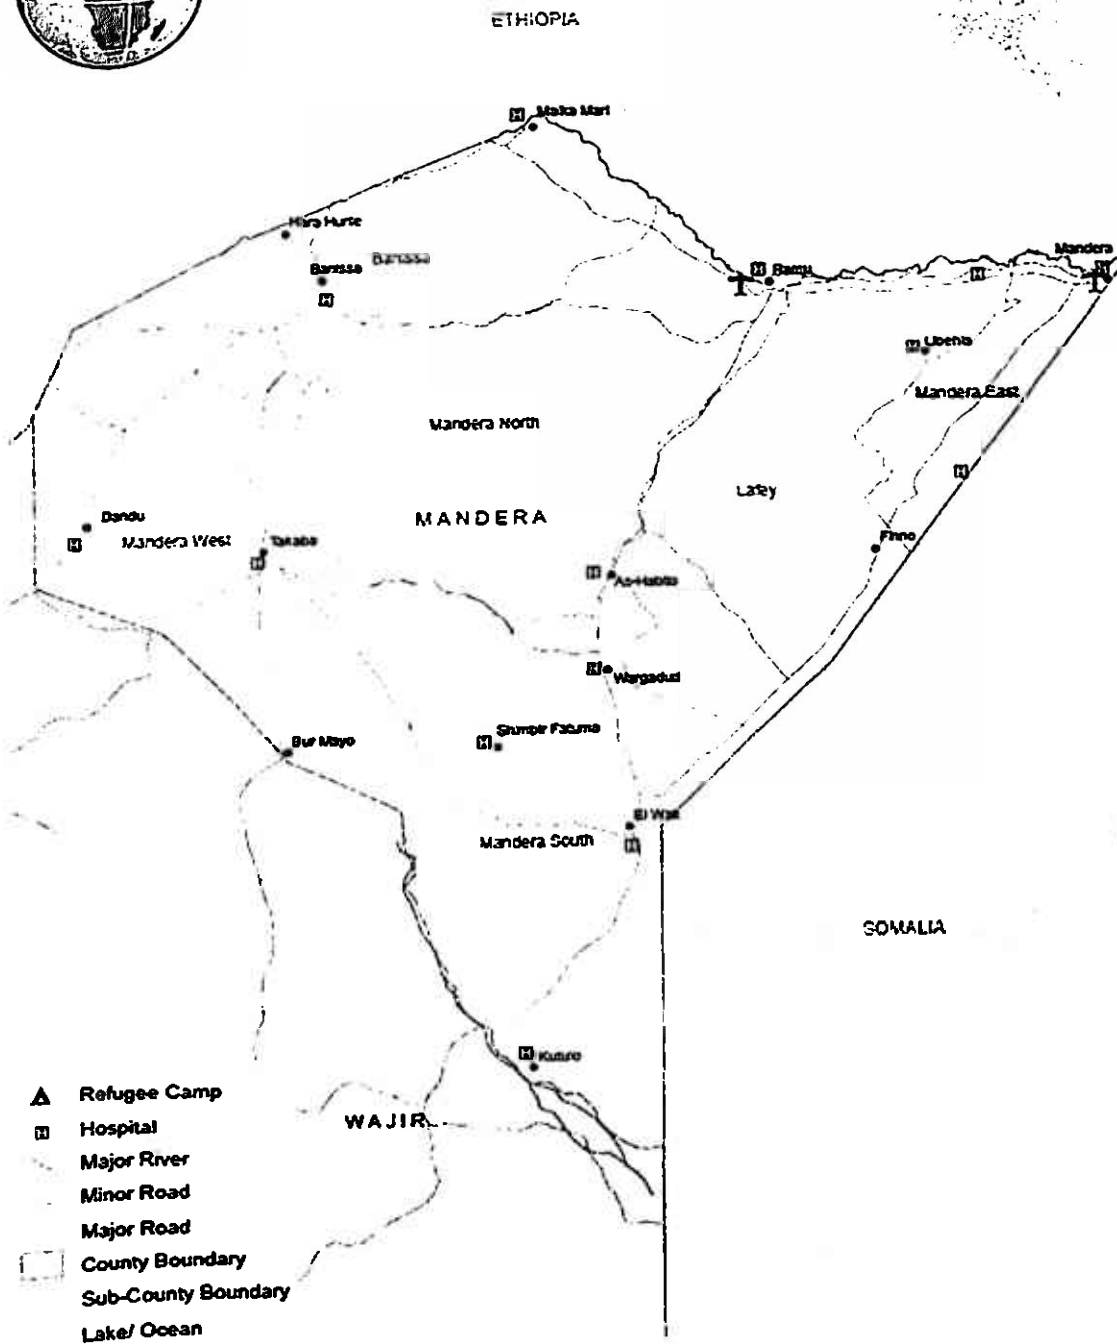 ETHIOPIA
Malka Mari
Hara Hurte
Banissa
Banissa
Mandera
Ramu
Libehia
Mandera East
Mandera North
Lafey
MANDERA
Dandu
Mandera West
Takaba
Fino
Wargadud
Shimbir Fatuma
Bur Mayo
El Wak
Mandera South
SOMALIA
Kutulo
WAJIR
Refugee Camp
Hospital
Major River
Minor Road
Major Road
County Boundary
Sub-County Boundary
Lake/ Ocean